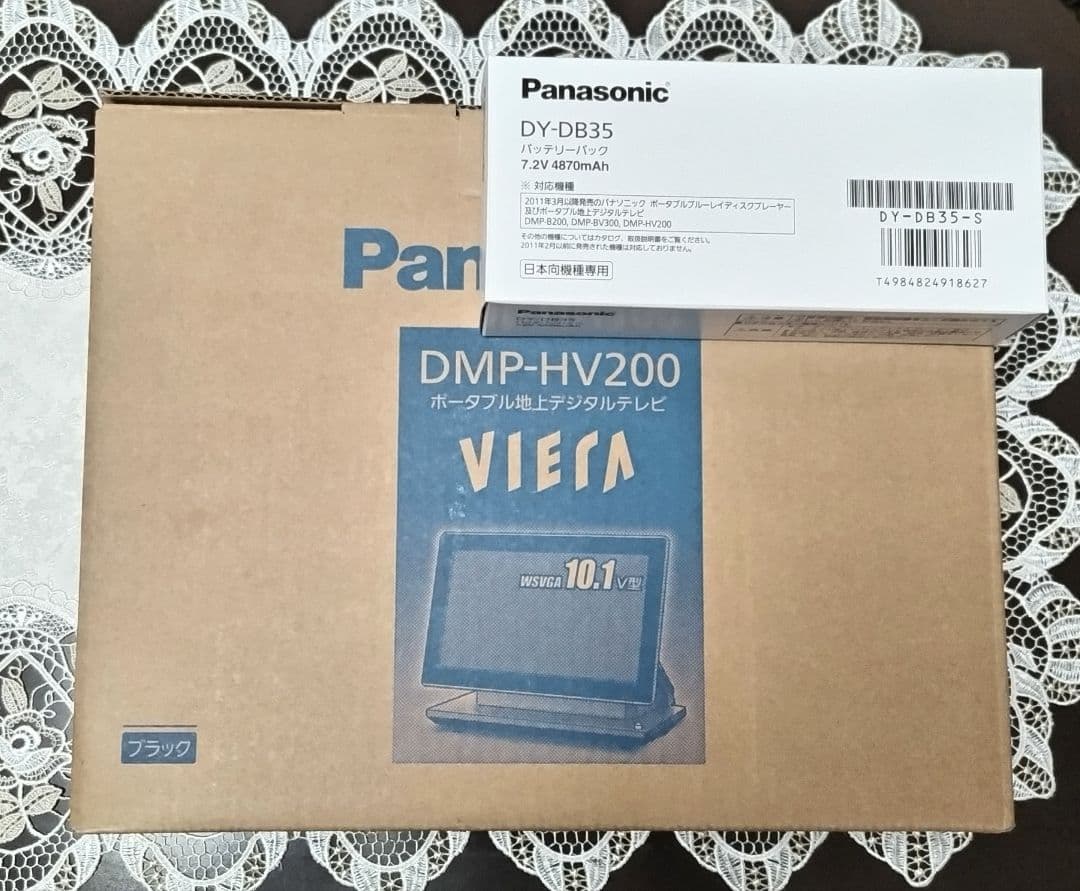 Panasonic
DY-DB35
バッテリーパック
7.2V 4870mAh
※ 対応機種
2011年3月以降発売のパナソニック ポータブルブルーレイディスクプレーヤー
及びポータブル地上デジタルテレビ
DMP-B200, DMP-BV300, DMP-HV200
その他の機種についてはカタログ、取扱説明書をご覧ください。
2011年2月以前に発売された機種は対応しておりません。
日本向機種専用
DY-DB35-S
T4984824918627
Panasonic
DY-DB35
Pan
DMP-HV200
ポータブル地上デジタルテレビ
VIERA
WSVGA 10.1V型
ブラック